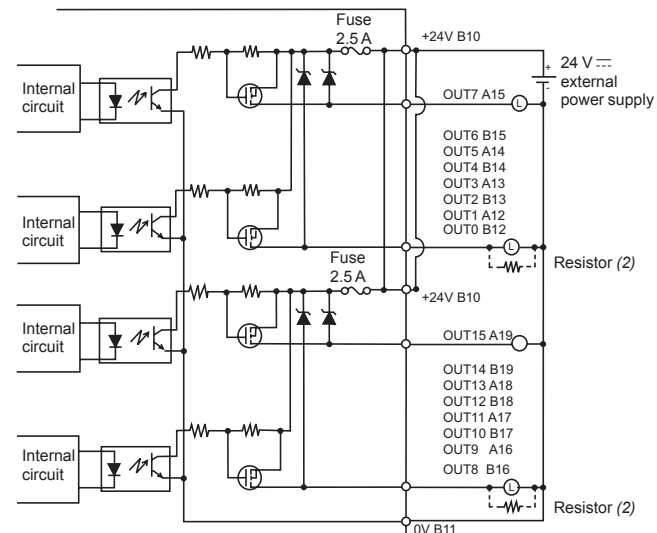 Fuse
2.5 A
+24V B10
Internal
circuit
+
-
24 V
external
power supply
OUT7 A15
L
OUT6 B15
OUT5 A14
OUT4 B14
OUT3 A13
OUT2 B13
OUT1 A12
OUT0 B12
Internal
circuit
L
Resistor (2)
Fuse
2.5 A
+24V B10
Internal
circuit
OUT15 A19
OUT14 B19
OUT13 A18
OUT12 B18
OUT11 A17
OUT10 B17
OUT9 A16
OUT8 B16
Internal
circuit
L
Resistor (2)
0V B11